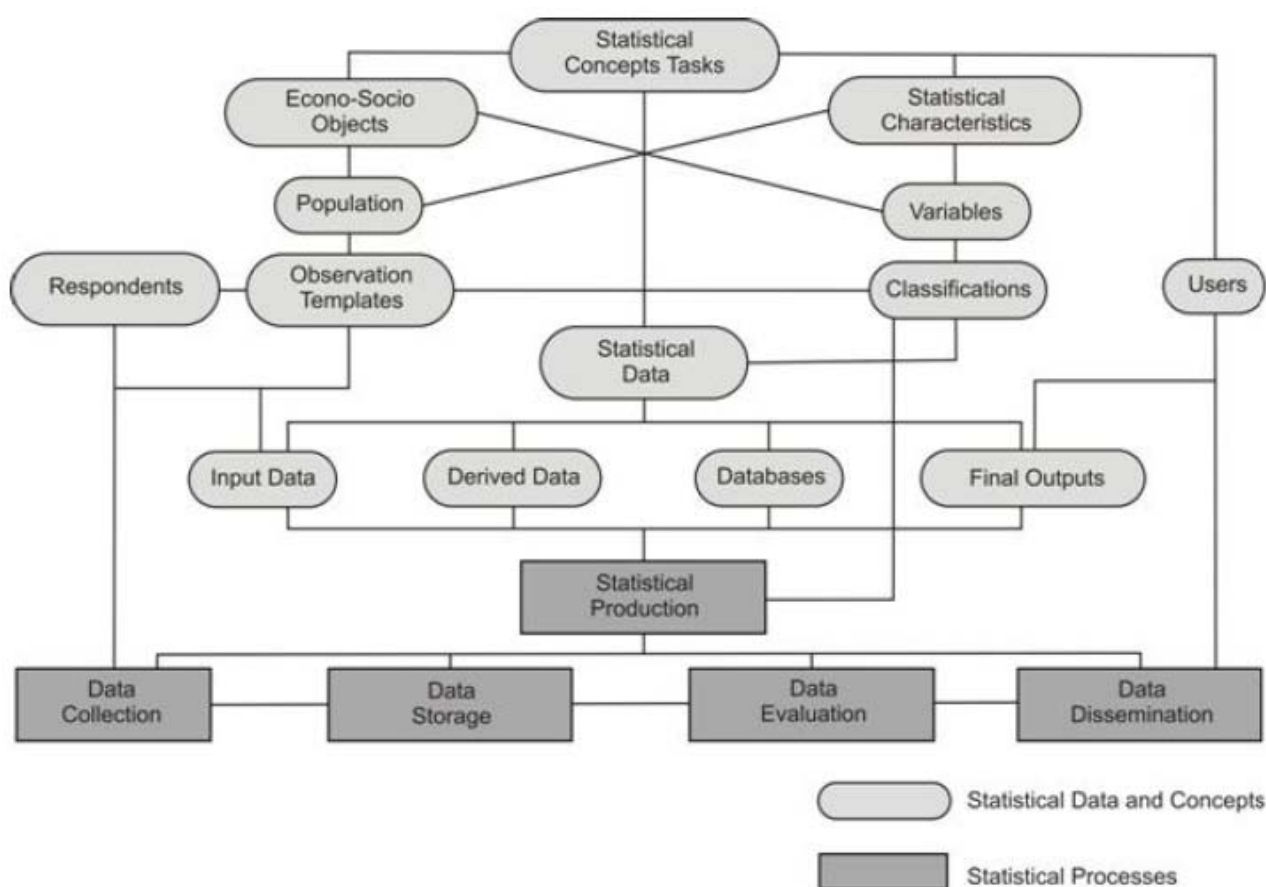 Statistical
Concepts Tasks
Econo-Socio
Objects
Statistical
Characteristics
Population
Variables
Respondents
Observation
Templates
Classifications
Users
Statistical
Data
Input Data
Derived Data
Databases
Final Outputs
Statistical
Production
Data
Collection
Data
Storage
Data
Evaluation
Data
Dissemination
Statistical Data and Concepts
Statistical Processes